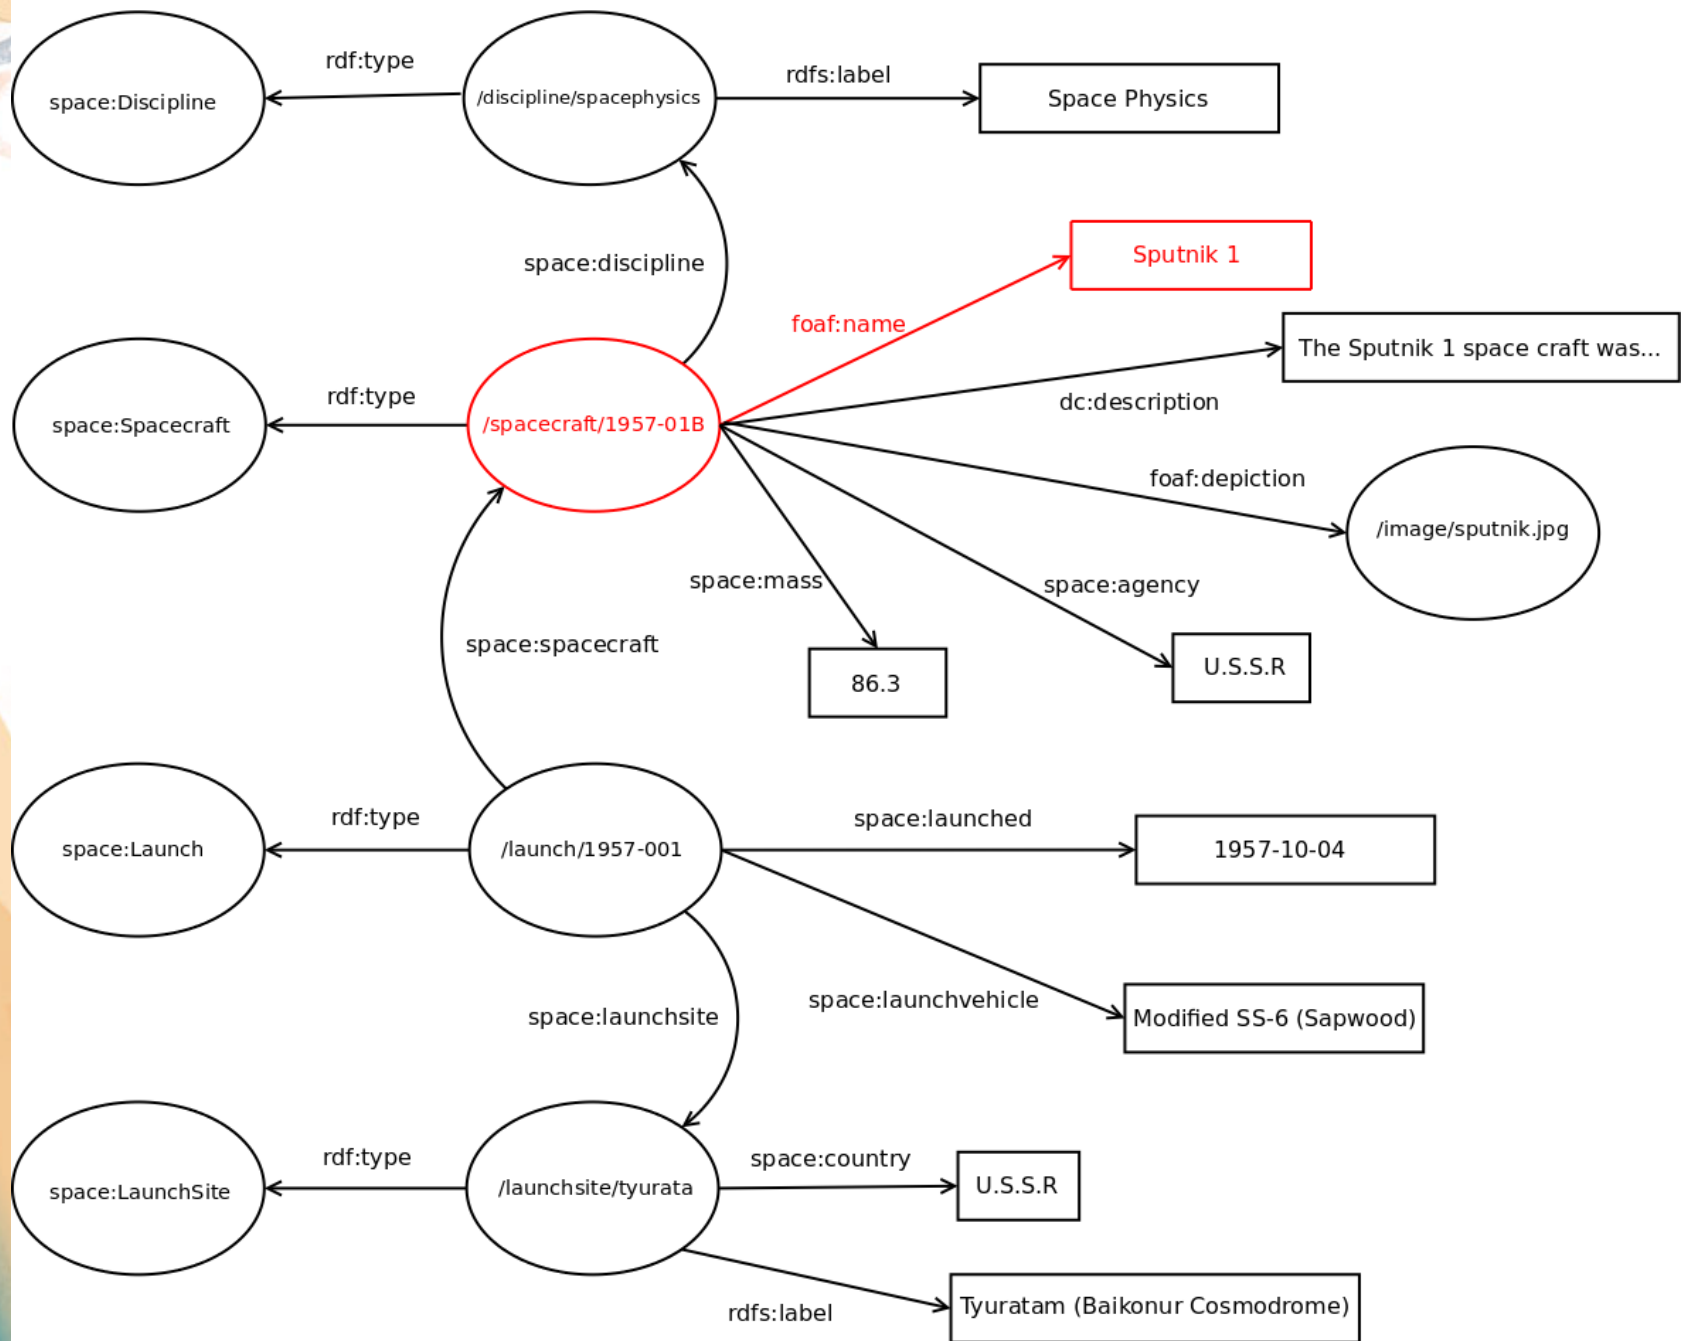 rdf:type
rdfs:label
space:Discipline
/discipline/spacephysics
Space Physics
space:discipline
Sputnik 1
foaf:name
The Sputnik 1 space craft was...
rdf:type
dc:description
space:Spacecraft
/spacecraft/1957-01B
foaf:depiction
/image/sputnik.jpg
space:mass
space:agency
space:spacecraft
86.3
U.S.S.R
rdf:type
space:launched
space:Launch
/launch/1957-001
1957-10-04
space:launchsite
space:launchvehicle
Modified SS-6 (Sapwood)
rdf:type
space:country
space:LaunchSite
/launchsite/tyurata
U.S.S.R
rdfs:label
Tyuratam (Baikonur Cosmodrome)